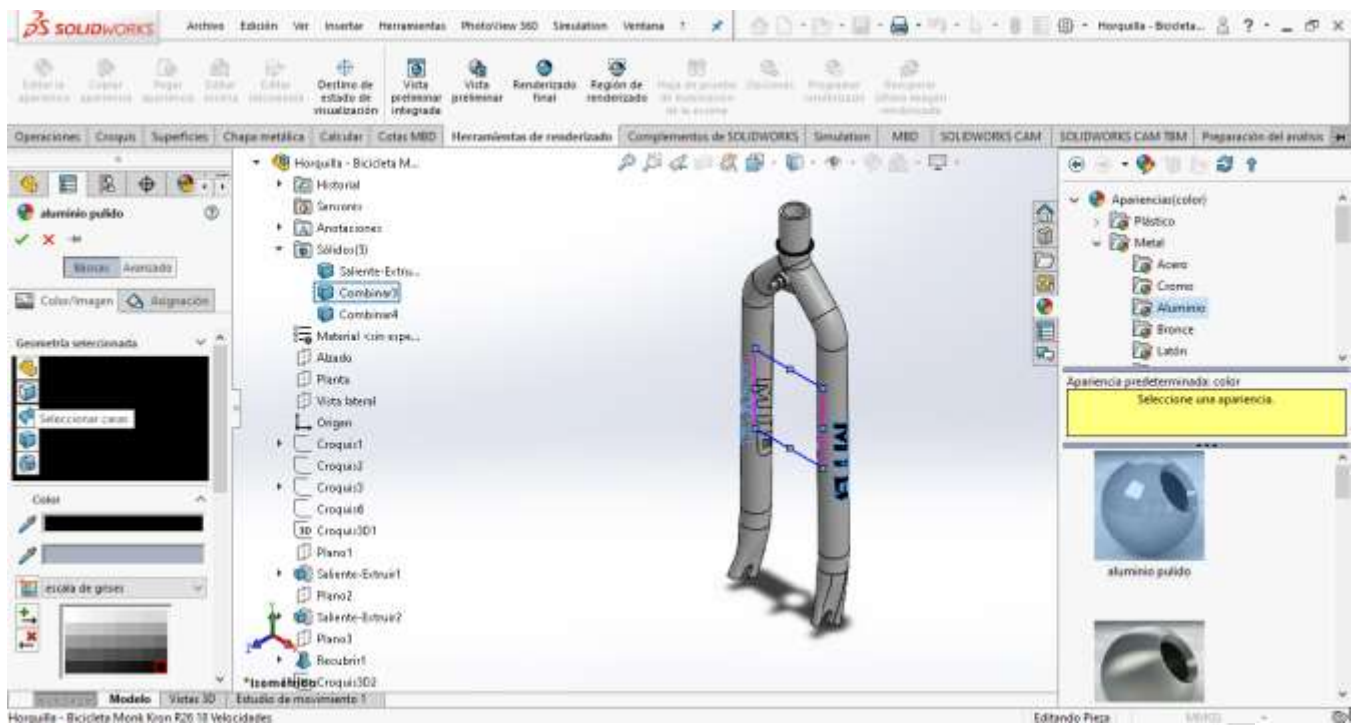 SOLIDWORKS
Archivo Edición Ver Insertar Herramientas PhotoView 360 Simulation Ventana ?
Horquilla - Bicicleta...
Destino de estado de visualización
Vista preliminar integrada
Vista preliminar
Renderizado final
Región de renderizado
Operaciones Croquis Superficies Chapa metálica Calcular Cotas MBD Herramientas de renderizado Complementos de SOLIDWORKS Simulation MBD SOLIDWORKS CAM SOLIDWORKS CAM TBM Preparación del análisis
aluminio pulido
Básicas Avanzado
Color/Imagen Asignación
Geometría seleccionada
Seleccionar caras
Color
escala de grises
Horquilla - Bicicleta M...
Historial
Sensores
Anotaciones
Sólidos(3)
Saliente-Extru...
Combinar3
Combinar4
Material <sin espe...
Alzado
Planta
Vista lateral
Origen
Croquis1
Croquis2
Croquis3
Croquis6
3D Croquis3D1
Plano1
Saliente-Extruir1
Plano2
Saliente-Extruir2
Plano3
Recubrir1
Croquis3D2
*Isométrica
MTB
Apariencias(color)
Plástico
Metal
Acero
Cromo
Aluminio
Bronce
Latón
Apariencia predeterminada: color
Seleccione una apariencia.
aluminio pulido
Modelo Vistas 3D Estudio de movimiento 1
Horquilla - Bicicleta Monk Kron R26 18 Velocidades
Editando Pieza